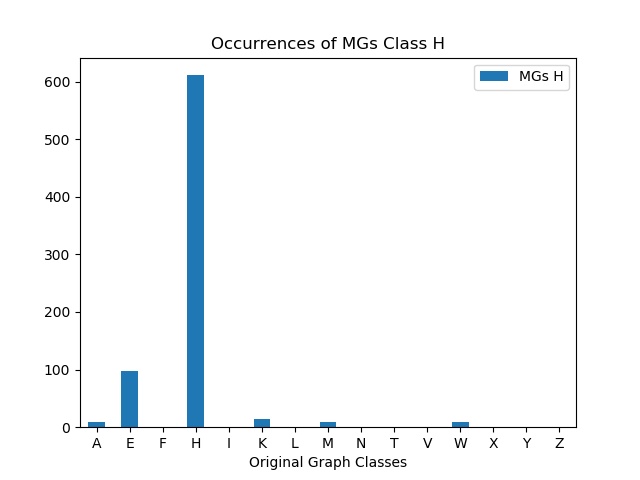 Occurrences of MGs Class H
MGs H
600
500
400
300
200
100
0
A E F H I K L M N T V W X Y Z
Original Graph Classes